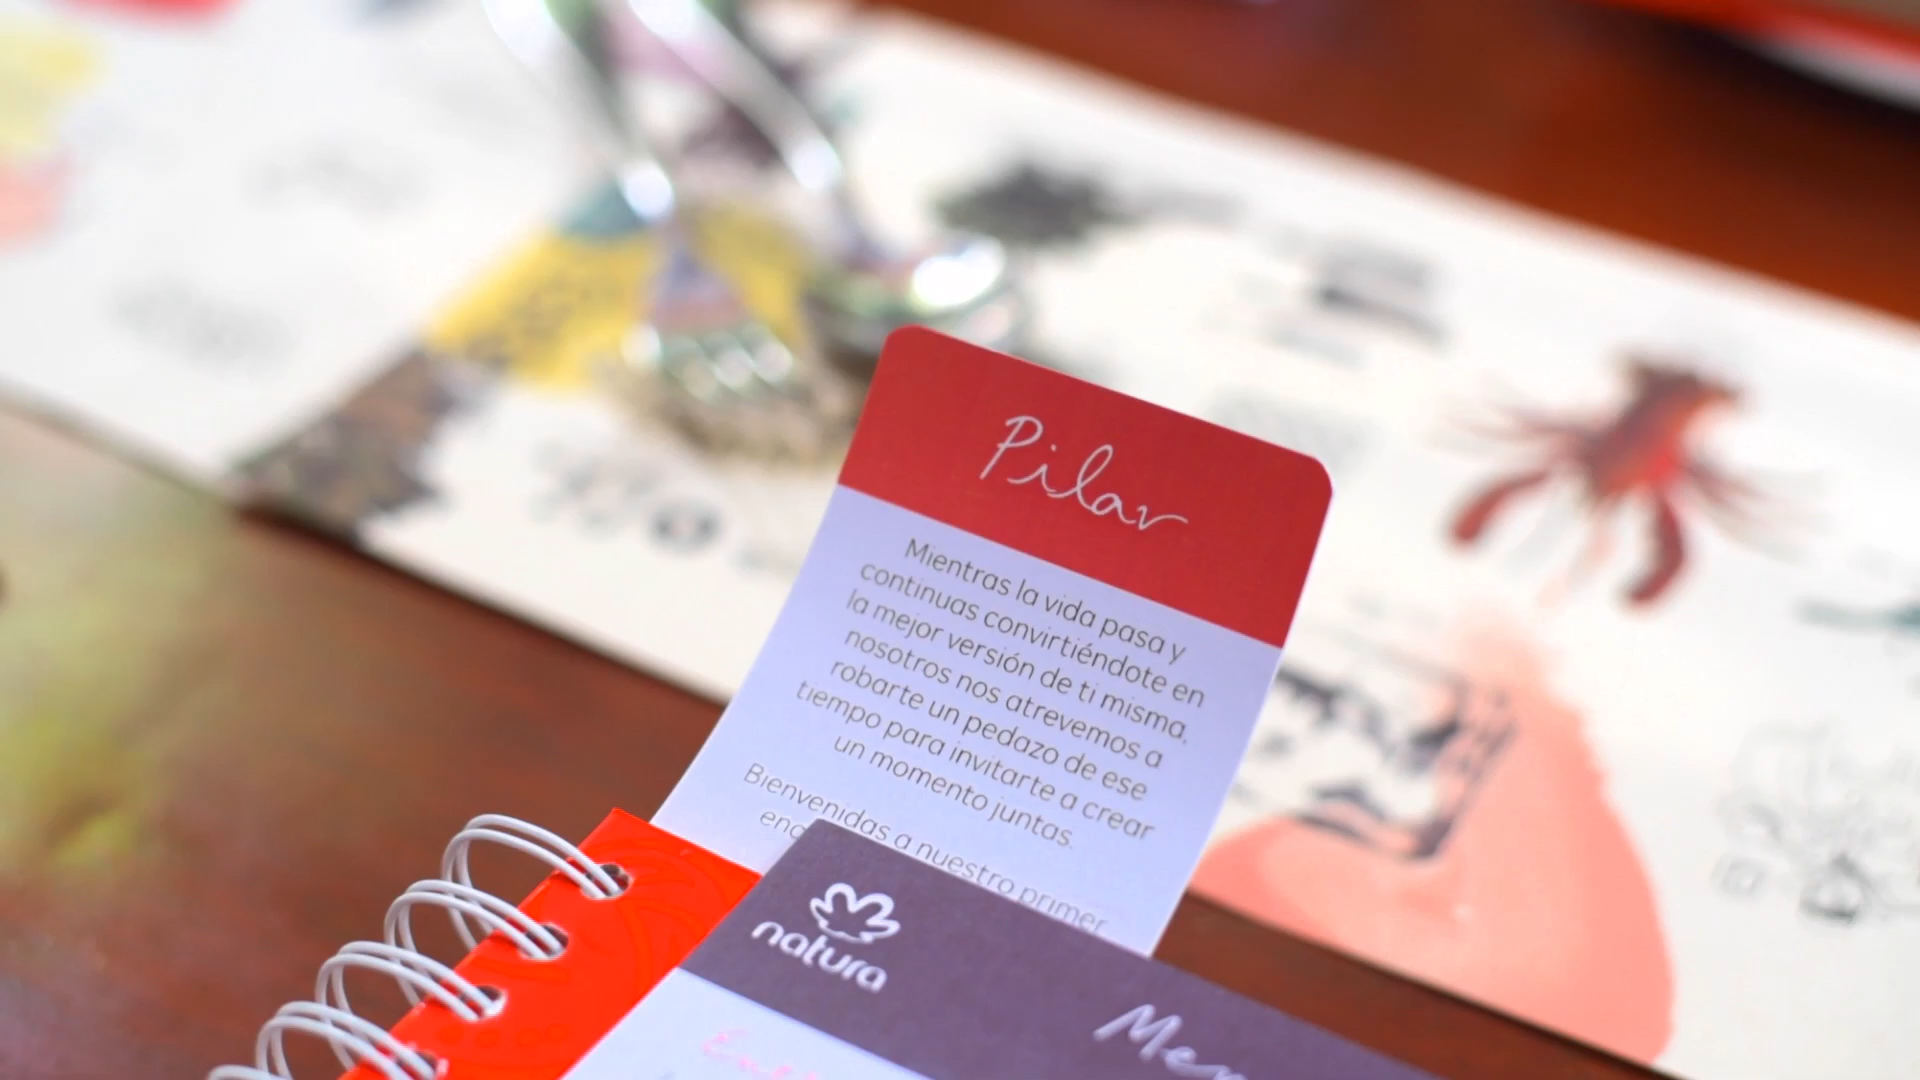 Pilar
Mientras la vida pasa y
continuas convirtiéndote en
la mejor versión de ti misma,
nosotros nos atrevemos a
robarte un pedazo de ese
tiempo para invitarte a crear
un momento juntas.
Bienvenidas a nuestro primer
natura